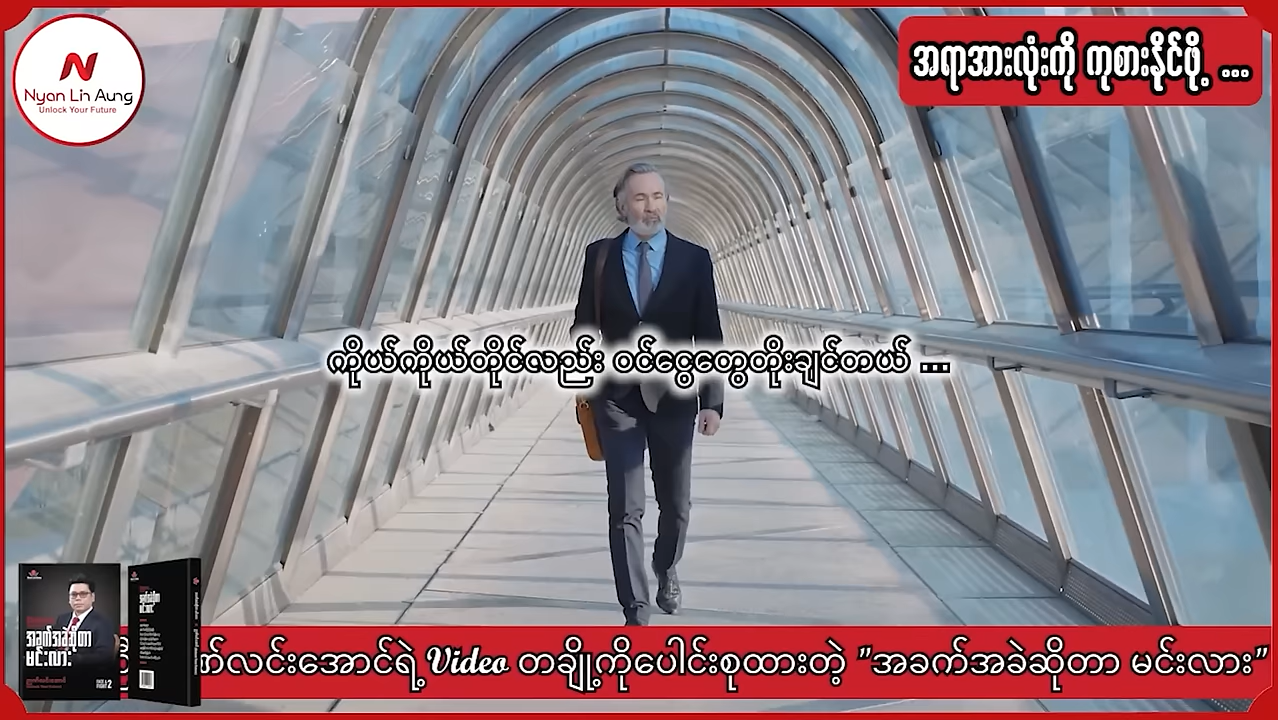 Nyan Lin Aung
Unlock Your Future
အရာအားလုံးကို ကုစားနိုင်ဖို့ ...
ကိုယ်ကိုယ်တိုင်လည်း ဝင်ငွေတွေတိုးချင်တယ် ...
အခက်အခဲဆိုတာ
မင်းလား
ဏ်လင်းအောင်ရဲ့ Video တချို့ကိုပေါင်းစုထားတဲ့ "အခက်အခဲဆိုတာ မင်းလား"